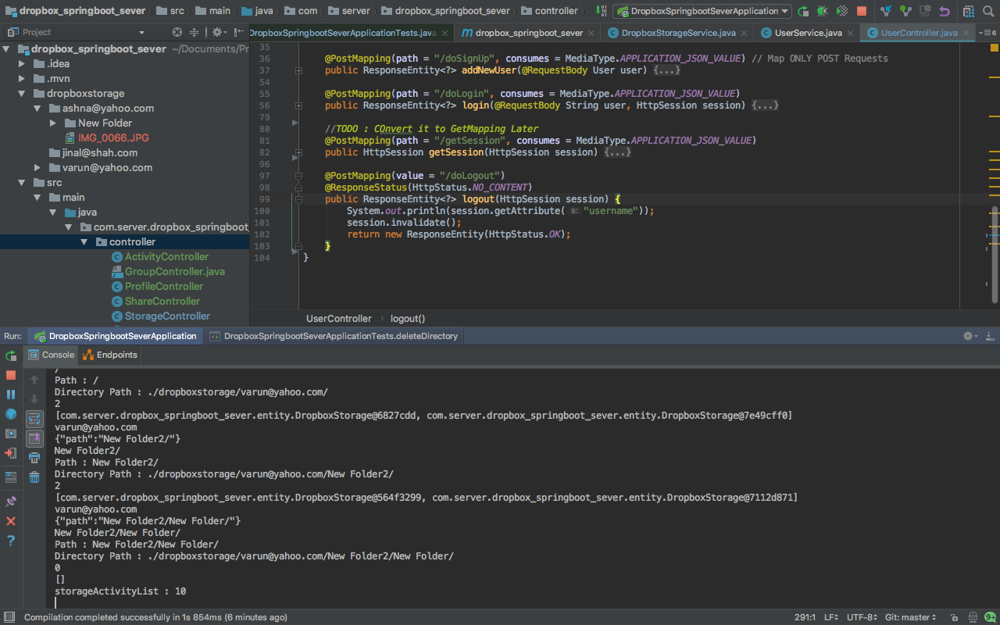 dropbox_springboot_sever src main java com server dropbox_springboot_sever controller DropboxSpringbootSeverApplication
Project
DropboxSpringbootSeverApplicationTests.java dropbox_springboot_sever DropboxStorageService.java UserService.java UserController.java 6
dropbox_springboot_sever ~/Documents/Pr
.idea
.mvn
dropboxstorage
ashna@yahoo.com
New Folder
IMG_0066.JPG
jinal@shah.com
varun@yahoo.com
src
main
java
com.server.dropbox_springboot_
controller
ActivityController
GroupController.java
ProfileController
ShareController
StorageController
35
36 @PostMapping(path = "/doSignUp", consumes = MediaType.APPLICATION_JSON_VALUE) // Map ONLY POST Requests
37 public ResponseEntity<?> addNewUser(@RequestBody User user) {...}
54
55 @PostMapping(path = "/doLogin", consumes = MediaType.APPLICATION_JSON_VALUE)
56 public ResponseEntity<?> login(@RequestBody String user, HttpSession session) {...}
79
80 //TODO : COnvert it to GetMapping Later
81 @PostMapping(path = "/getSession", consumes = MediaType.APPLICATION_JSON_VALUE)
82 public HttpSession getSession(HttpSession session) {...}
96
97 @PostMapping(value = "/doLogout")
98 @ResponseStatus(HttpStatus.NO_CONTENT)
99 public ResponseEntity<?> logout(HttpSession session) {
100 System.out.println(session.getAttribute( s: "username"));
101 session.invalidate();
102 return new ResponseEntity(HttpStatus.OK);
103 }
104 }
UserController logout()
Run: DropboxSpringbootSeverApplication DropboxSpringbootSeverApplicationTests.deleteDirectory
Console Endpoints
/
Path : /
Directory Path : ./dropboxstorage/varun@yahoo.com/
2
[com.server.dropbox_springboot_sever.entity.DropboxStorage@6827cdd, com.server.dropbox_springboot_sever.entity.DropboxStorage@7e49cff0]
varun@yahoo.com
{"path":"New Folder2/"}
New Folder2/
Path : New Folder2/
Directory Path : ./dropboxstorage/varun@yahoo.com/New Folder2/
2
[com.server.dropbox_springboot_sever.entity.DropboxStorage@564f3299, com.server.dropbox_springboot_sever.entity.DropboxStorage@7112d871]
varun@yahoo.com
{"path":"New Folder2/New Folder/"}
New Folder2/New Folder/
Path : New Folder2/New Folder/
Directory Path : ./dropboxstorage/varun@yahoo.com/New Folder2/New Folder/
0
[]
storageActivityList : 10
Compilation completed successfully in 1s 854ms (6 minutes ago) 291:1 LF UTF-8 Git: master 9+